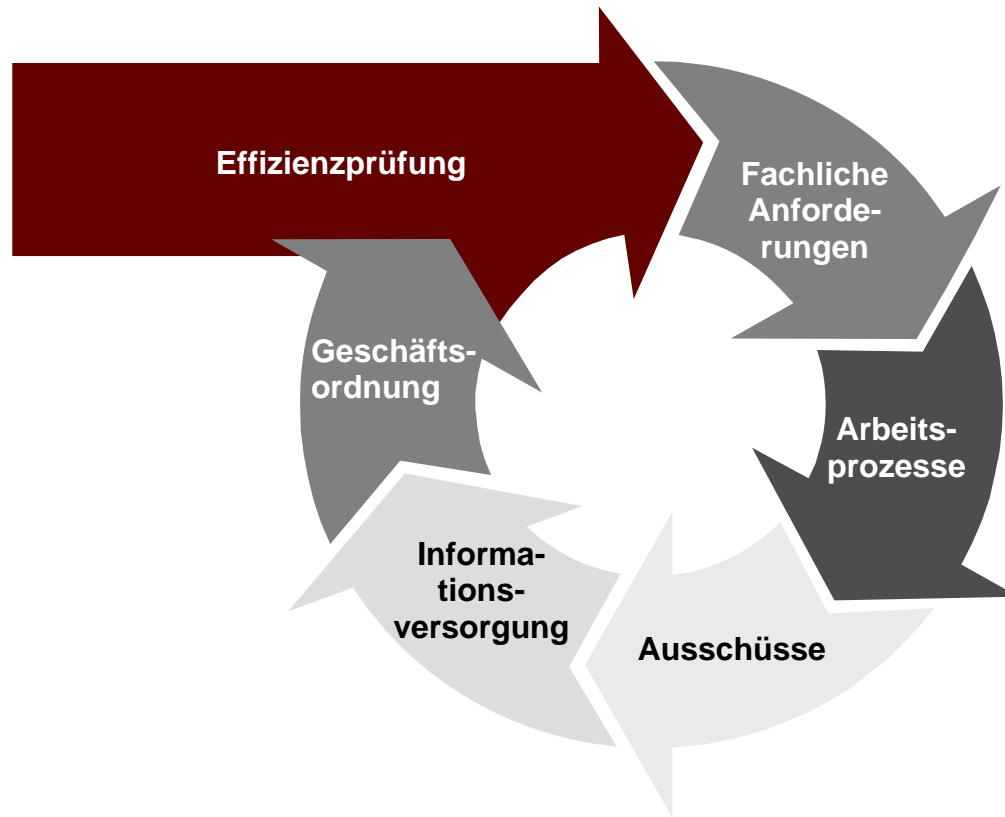 Effizienzprüfung
Fachliche
Anforde-
rungen
Arbeits-
prozesse
Ausschüsse
Informa-
tions-
versorgung
Geschäfts-
ordnung